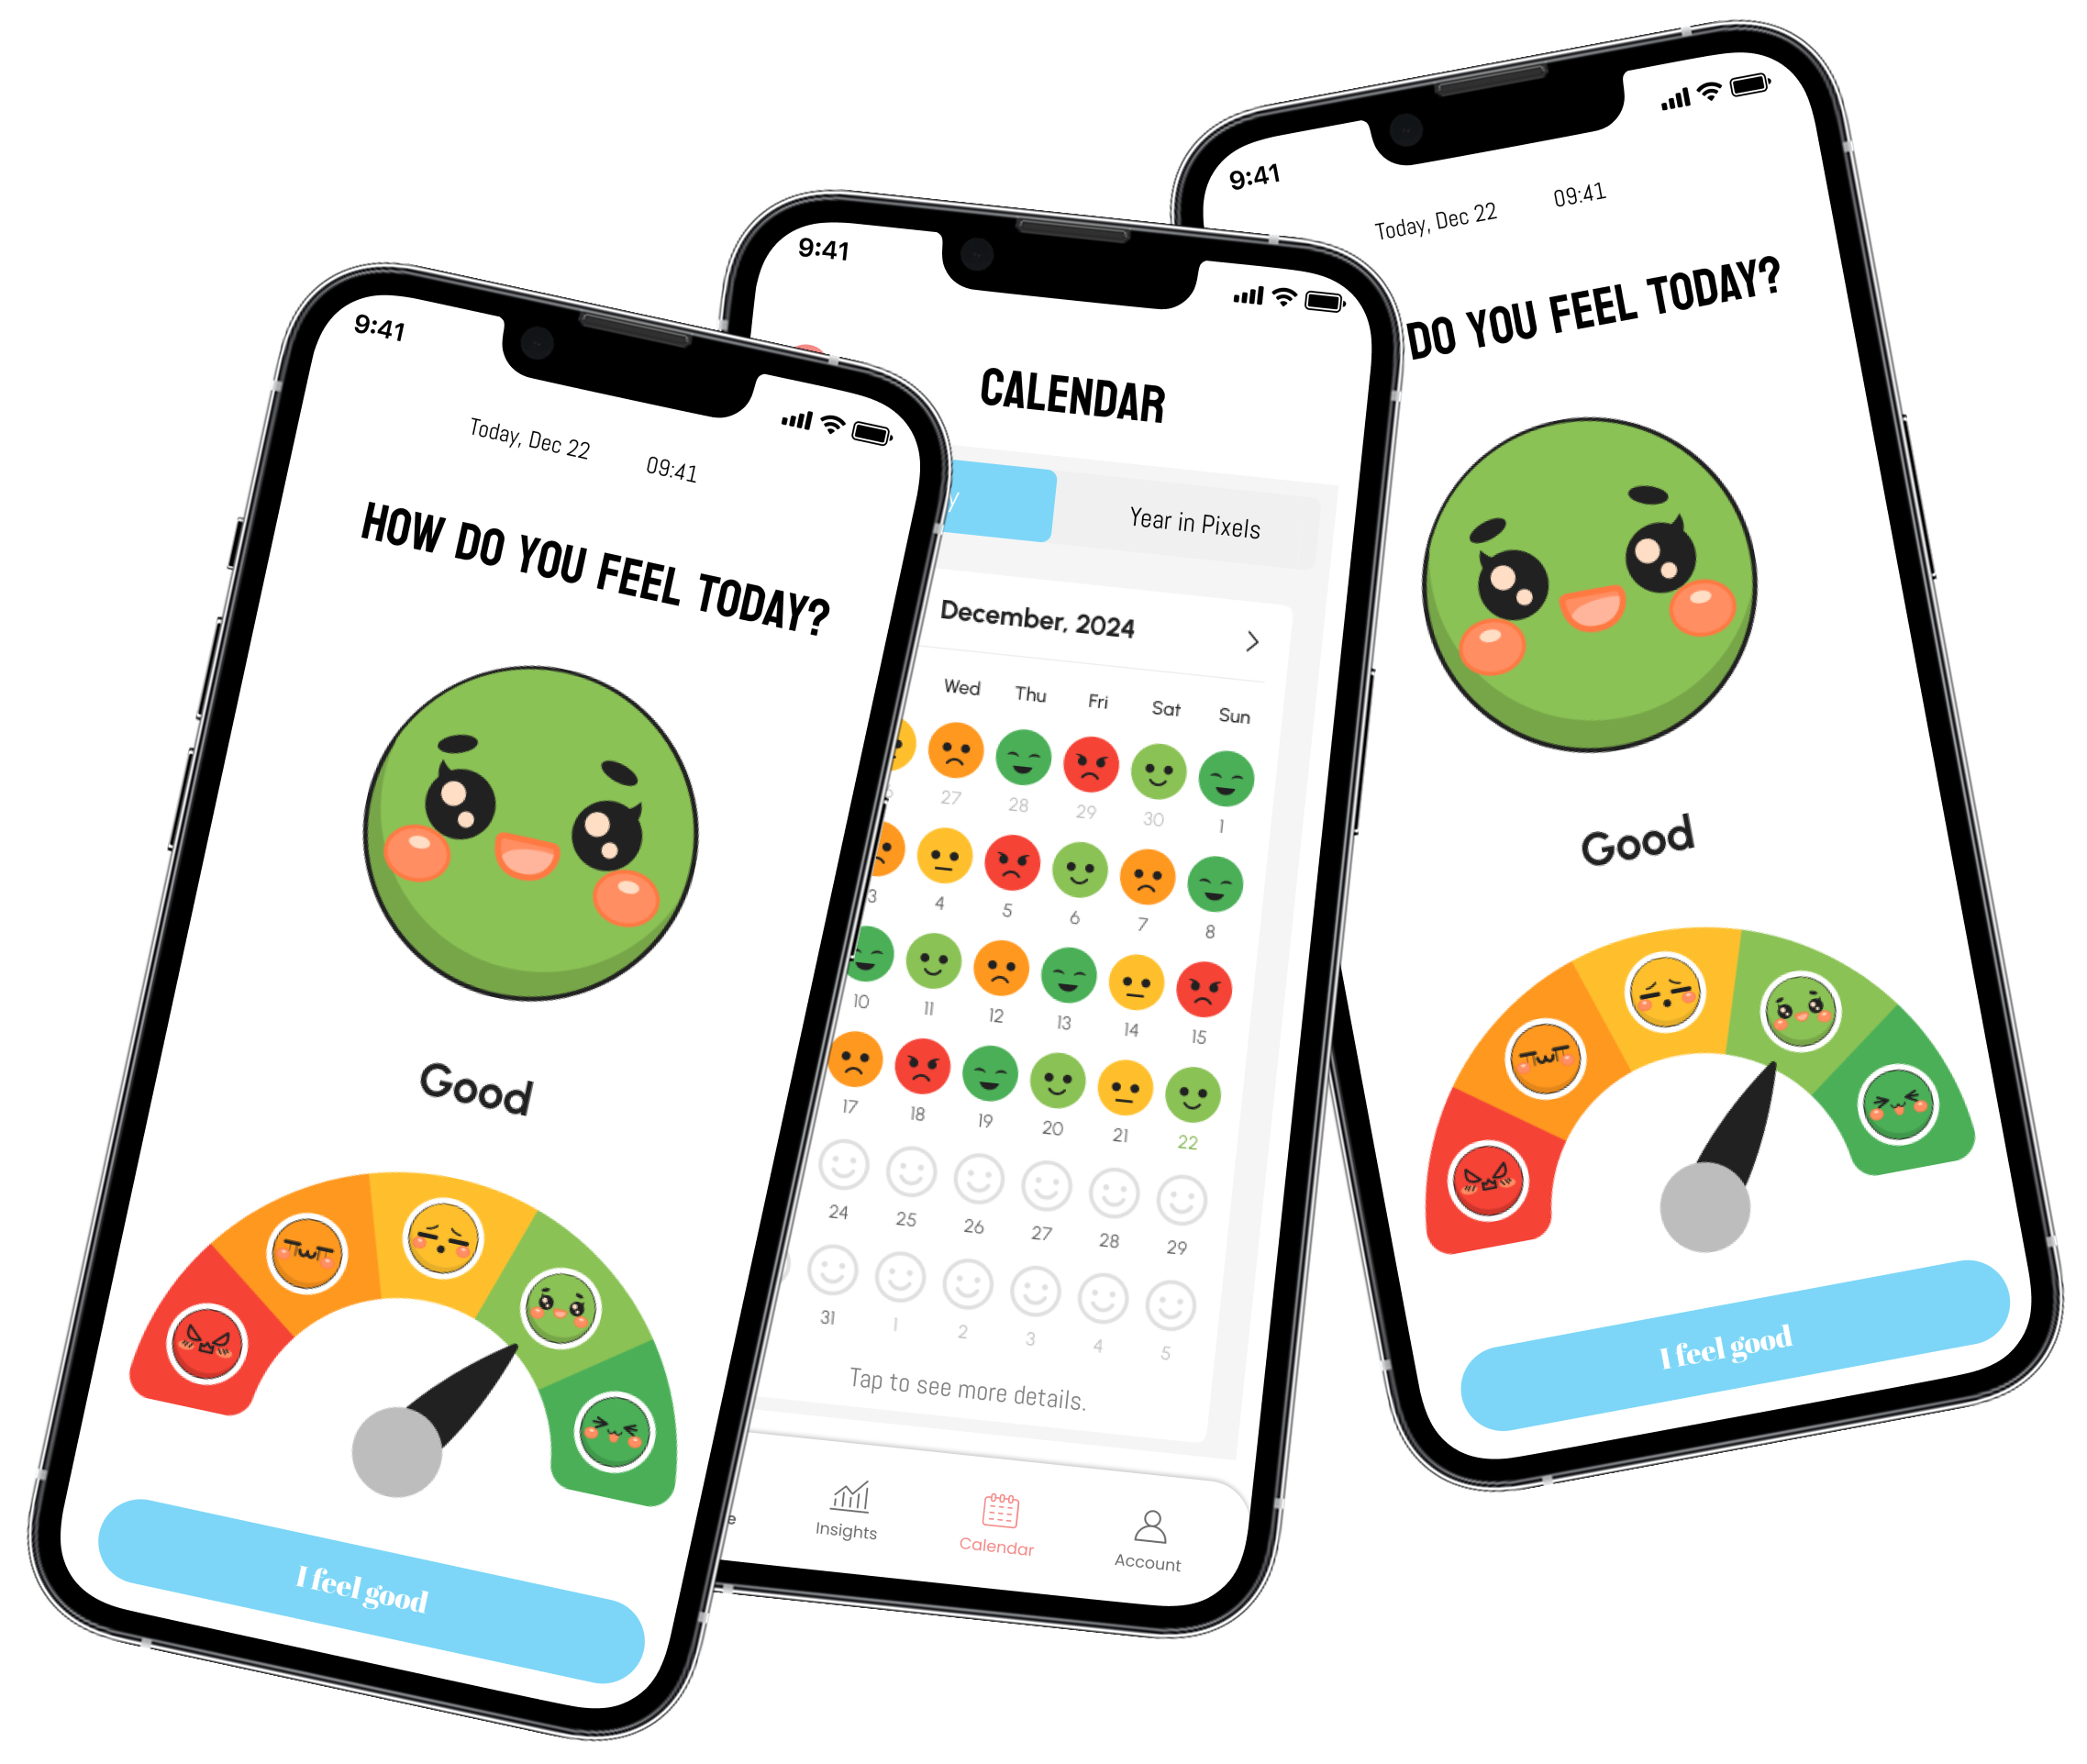 9:41
Today, Dec 22 09:41
HOW DO YOU FEEL TODAY?
Good
I feel good
9:41
CALENDAR
Year in Pixels
December, 2024
Wed Thu Fri Sat Sun
27 28 29 30 1
3 4 5 6 7 8
10 11 12 13 14 15
17 18 19 20 21 22
24 25 26 27 28 29
31 1 2 3 4 5
Tap to see more details.
Insights Calendar Account
9:41
Today, Dec 22 09:41
DO YOU FEEL TODAY?
Good
I feel good